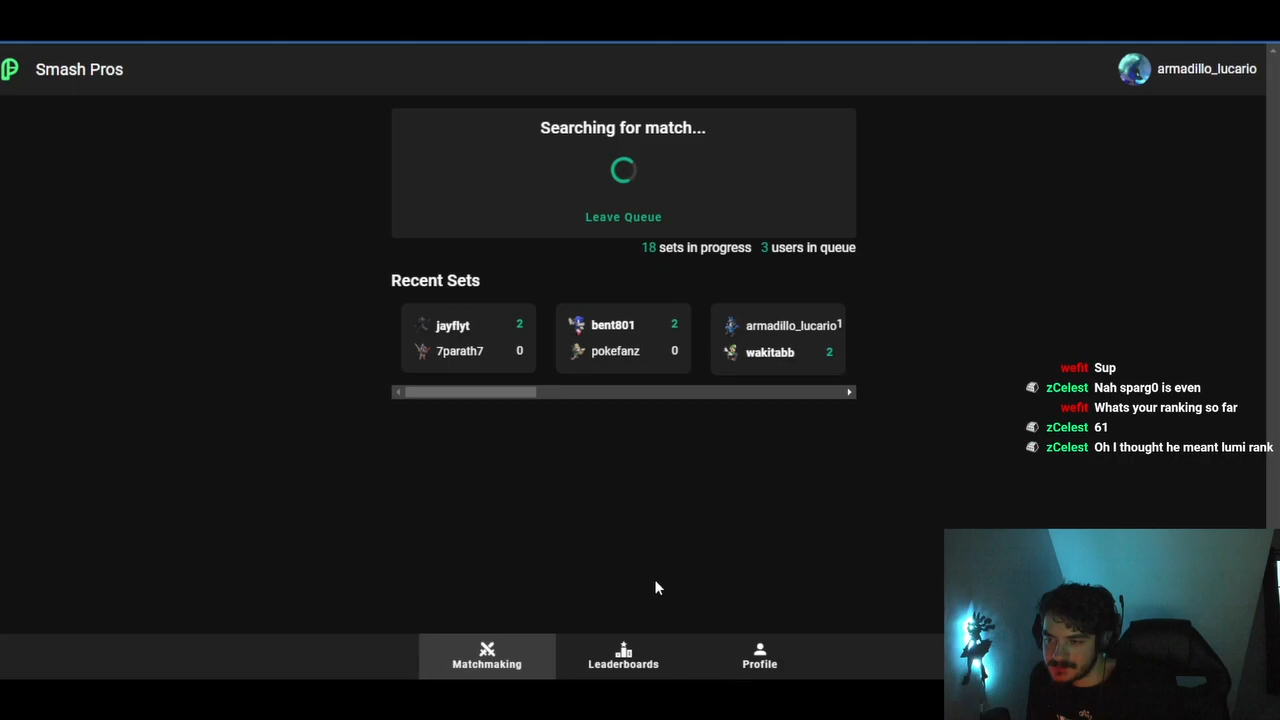 Smash Pros
armadillo_lucario
Searching for match...
Leave Queue
18 sets in progress 3 users in queue
Recent Sets
jayflyt 2
7parath7 0
bent801 2
pokefanz 0
armadillo_lucario 1
wakitabb 2
wefit Sup
zCelest Nah sparg0 is even
wefit Whats your ranking so far
zCelest 61
zCelest Oh I thought he meant lumi rank
Matchmaking
Leaderboards
Profile